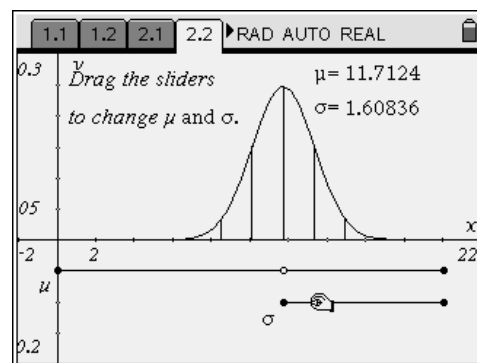 1.1 1.2 2.1 2.2 RAD AUTO REAL
0.3 y
Drag the sliders
to change μ and σ.
μ= 11.7124
σ= 1.60836
.05
x
-2 2 22
μ
σ
0.2